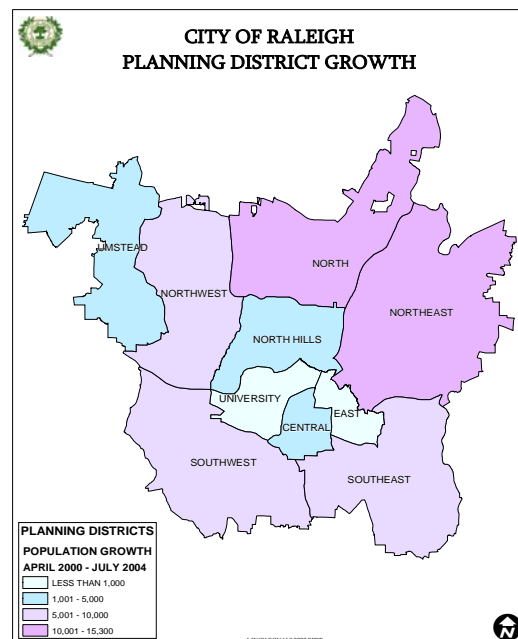 CITY OF RALEIGH
PLANNING DISTRICT GROWTH
UMSTEAD
NORTHWEST
NORTH
NORTHEAST
NORTH HILLS
UNIVERSITY
EAST
CENTRAL
SOUTHWEST
SOUTHEAST
PLANNING DISTRICTS
POPULATION GROWTH
APRIL 2000 - JULY 2004
LESS THAN 1,000
1,001 - 5,000
5,001 - 10,000
10,001 - 15,300
N